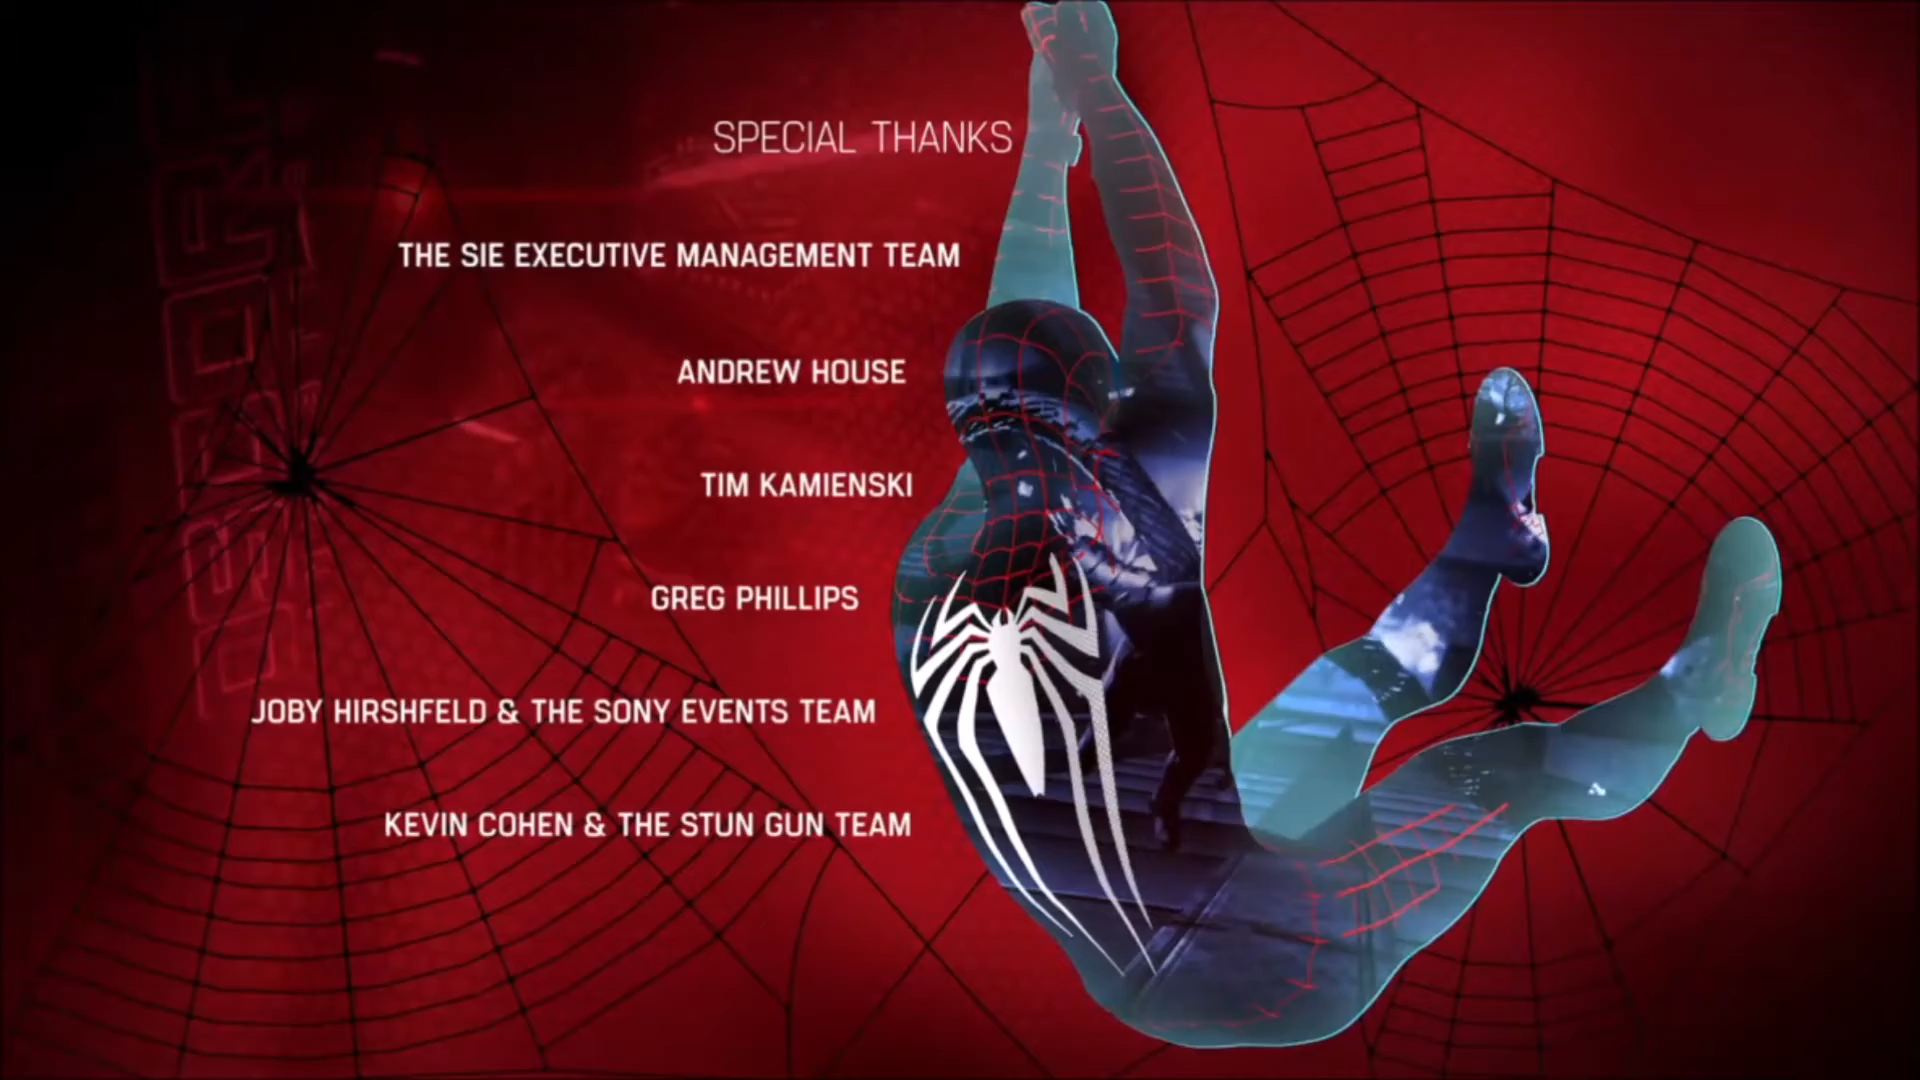 SPECIAL THANKS
THE SIE EXECUTIVE MANAGEMENT TEAM
ANDREW HOUSE
TIM KAMIENSKI
GREG PHILLIPS
JOBY HIRSHFELD & THE SONY EVENTS TEAM
KEVIN COHEN & THE STUN GUN TEAM